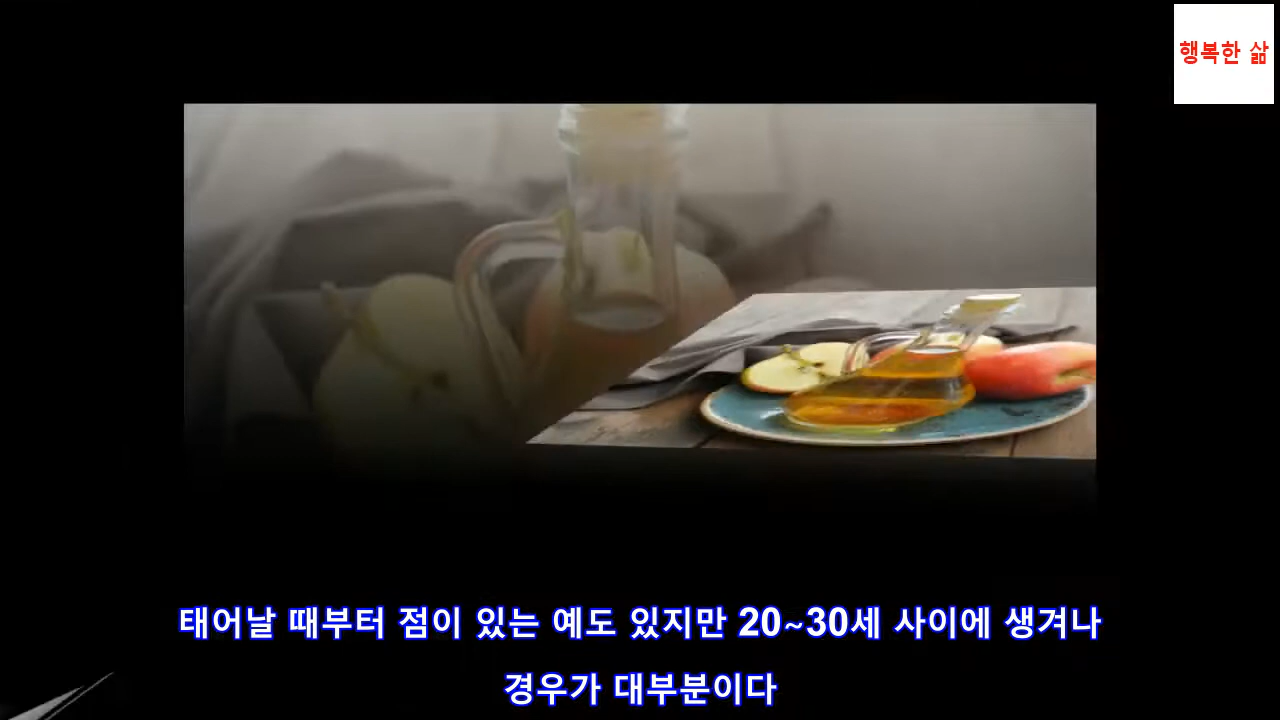 행복한 삶
태어날 때부터 점이 있는 예도 있지만 20~30세 사이에 생겨나
경우가 대부분이다